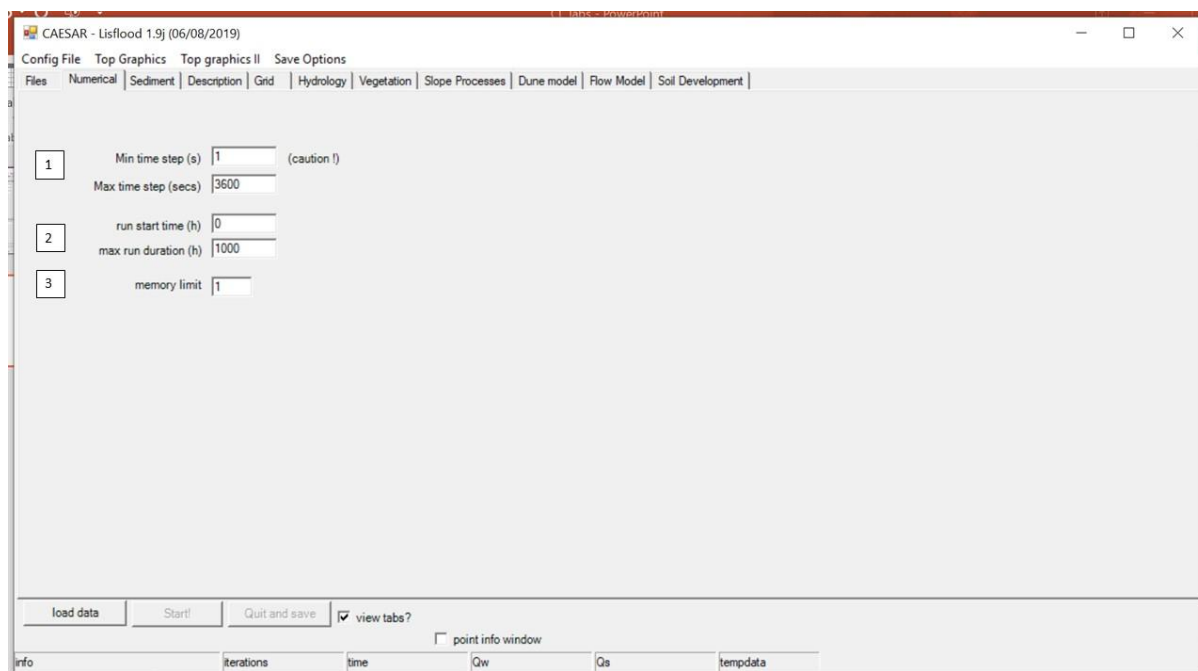 CAESAR - Lisflood 1.9j (06/08/2019)
Config File Top Graphics Top graphics II Save Options
Files Numerical Sediment Description Grid Hydrology Vegetation Slope Processes Dune model Flow Model Soil Development
1 Min time step (s) 1 (caution !)
Max time step (secs) 3600
2 run start time (h) 0
max run duration (h) 1000
3 memory limit 1
load data Start! Quit and save view tabs?
point info window
info iterations time Qw Qs tempdata